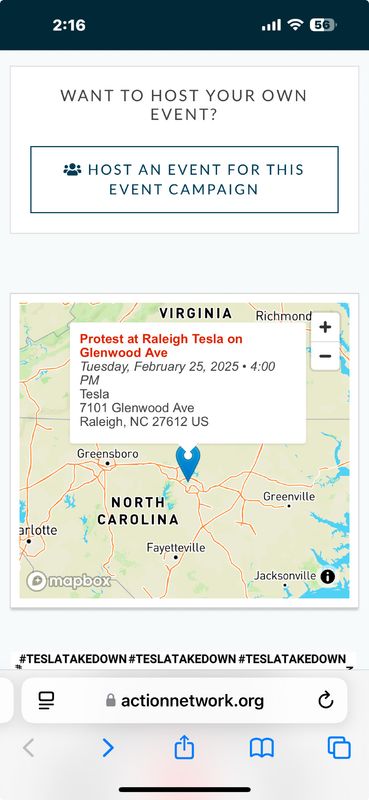 2:16
56
WANT TO HOST YOUR OWN
EVENT?
HOST AN EVENT FOR THIS
EVENT CAMPAIGN
VIRGINIA
Richmond
+
Protest at Raleigh Tesla on
Glenwood Ave
Tuesday, February 25, 2025 • 4:00
PM
Tesla
7101 Glenwood Ave
Raleigh, NC 27612 US
−
Greensboro
NORTH
CAROLINA
Greenville
arlotte
Fayetteville
Jacksonville
mapbox
#TESLATAKEDOWN #TESLATAKEDOWN #TESLATAKEDOWN
actionnetwork.org